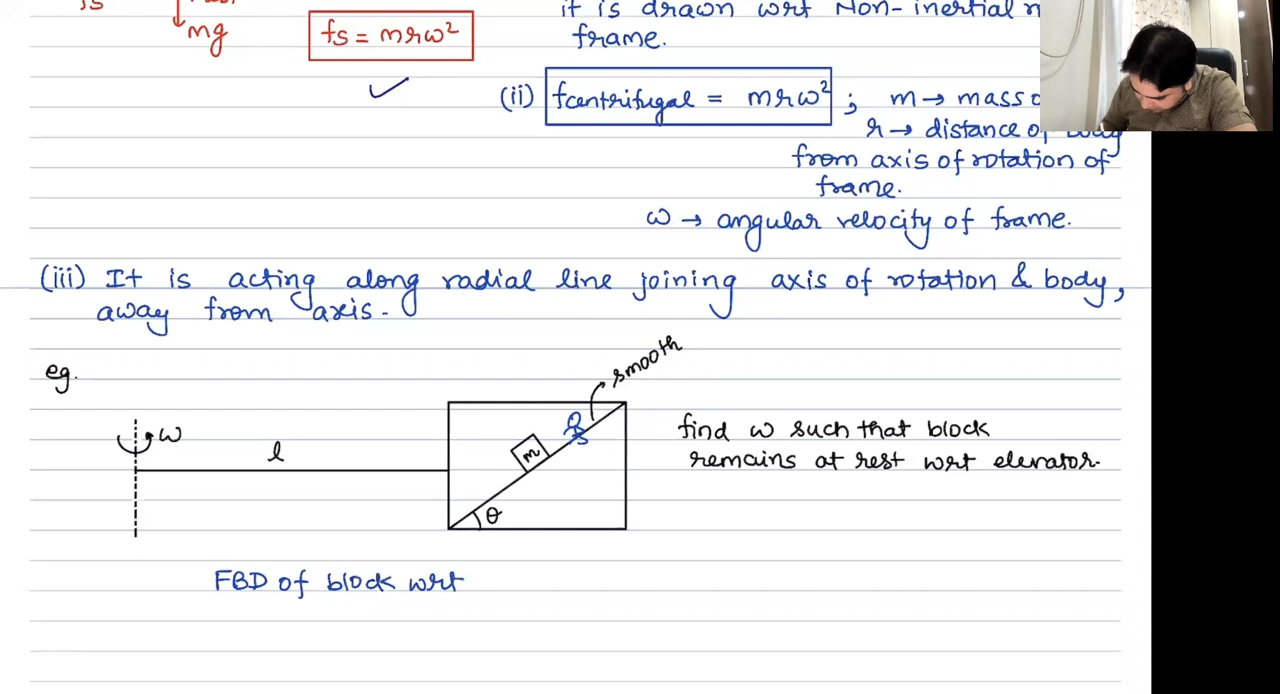 it is drawn wrt Non-inertial
mg
fs = mrω²
frame.
(ii) fcentrifugal = mrω² ; m → mass
r → distance of body
from axis of rotation of
frame.
ω → angular velocity of frame.
(iii) It is acting along radial line joining axis of rotation & body,
away from axis.
eg.
smooth
ω
l
m
θ
find ω such that block
remains at rest wrt elevator.
FBD of block wrt